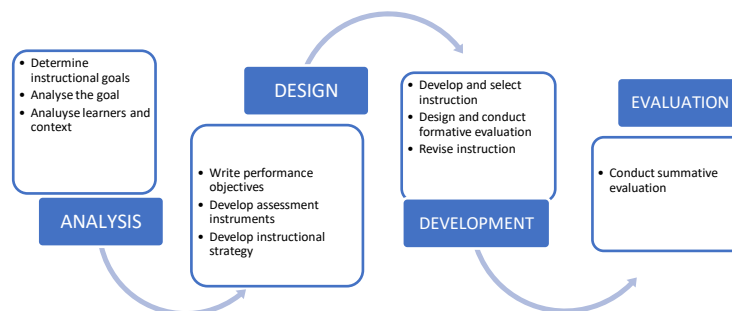 • Determine
instructional goals
• Analyse the goal
• Analuyse learners and
context
ANALYSIS
DESIGN
• Write performance
objectives
• Develop assessment
instruments
• Develop instructional
strategy
• Develop and select
instruction
• Design and conduct
formative evaluation
• Revise instruction
DEVELOPMENT
EVALUATION
• Conduct summative
evaluation